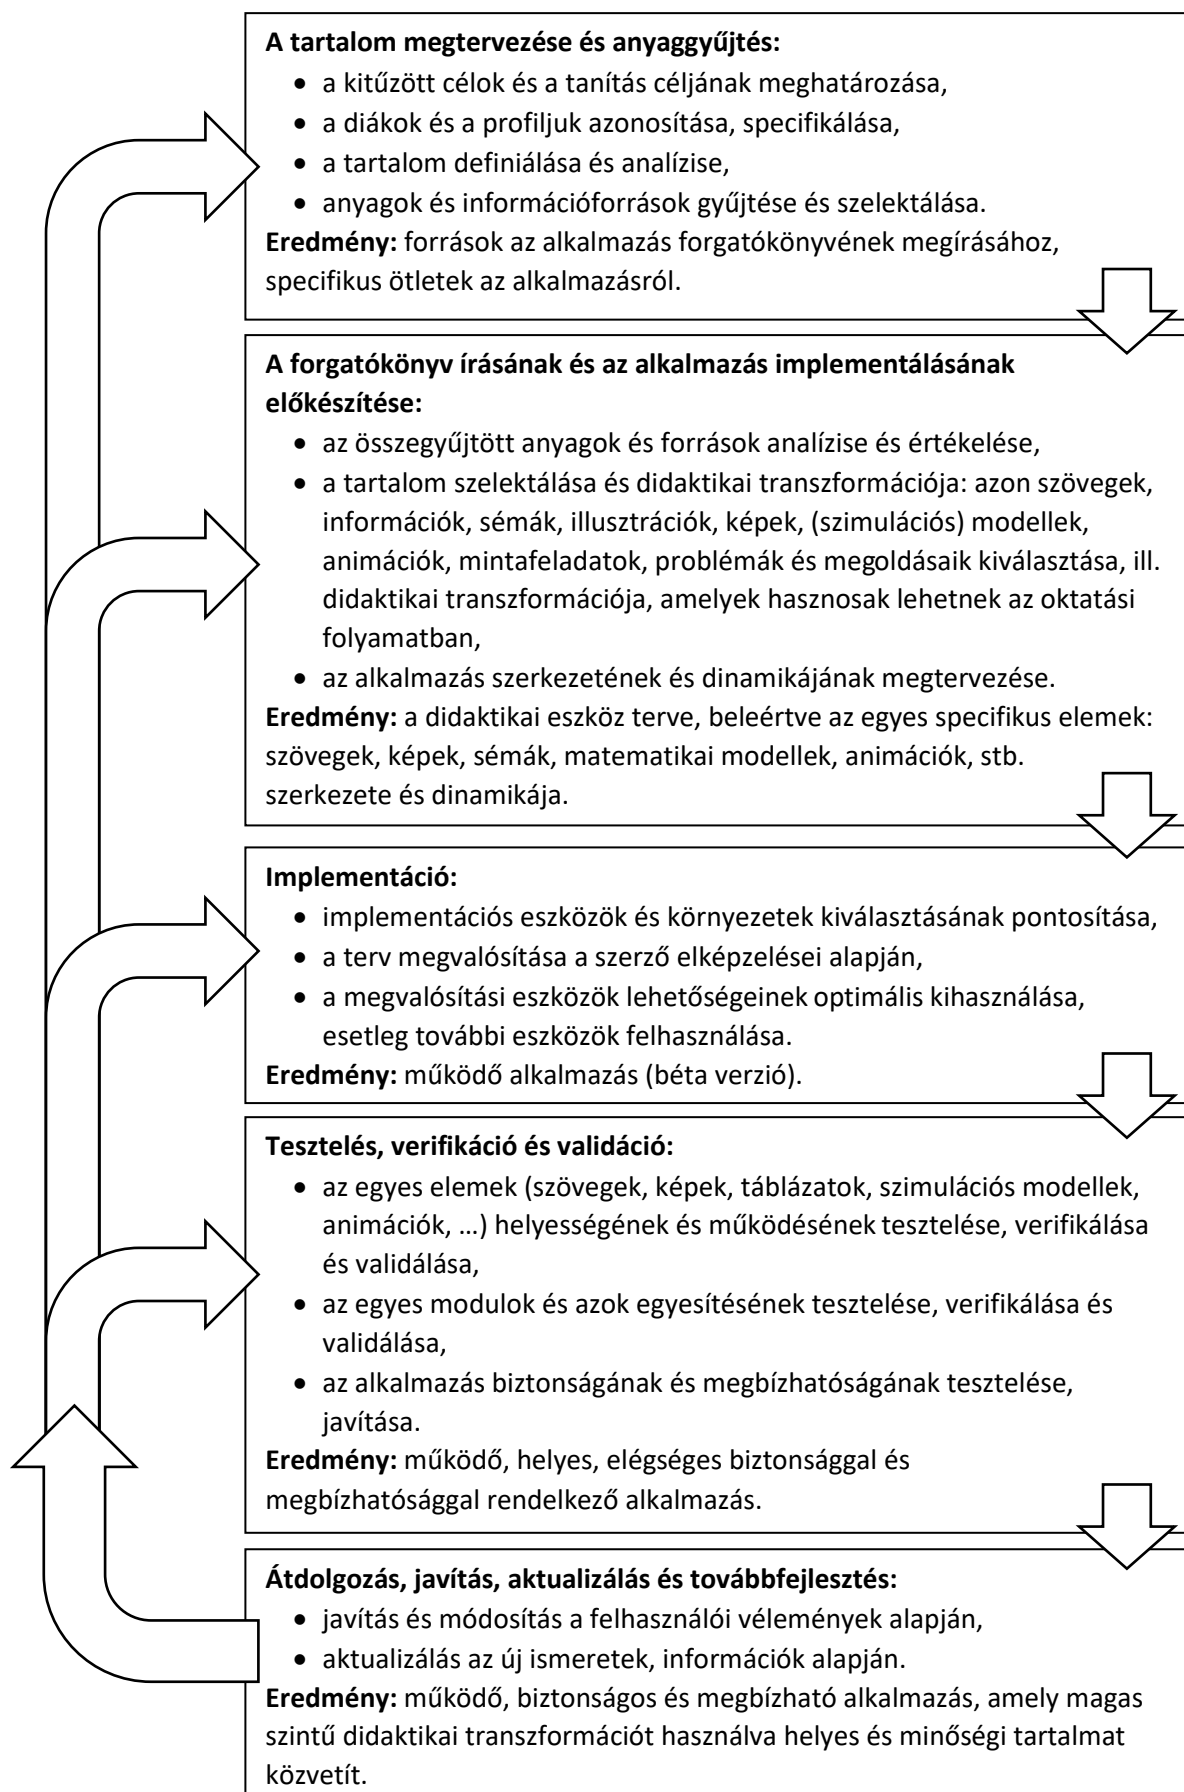 A tartalom megtervezése és anyaggyűjtés:
• a kitűzött célok és a tanítás céljának meghatározása,
• a diákok és a profiljuk azonosítása, specifikálása,
• a tartalom definiálása és analízise,
• anyagok és információforrások gyűjtése és szelektálása.
Eredmény: források az alkalmazás forgatókönyvének megírásához,
specifikus ötletek az alkalmazásról.
A forgatókönyv írásának és az alkalmazás implementálásának
előkészítése:
• az összegyűjtött anyagok és források analízise és értékelése,
• a tartalom szelektálása és didaktikai transzformációja: azon szövegek,
információk, sémák, illusztrációk, képek, (szimulációs) modellek,
animációk, mintafeladatok, problémák és megoldásaik kiválasztása, ill.
didaktikai transzformációja, amelyek hasznosak lehetnek az oktatási
folyamatban,
• az alkalmazás szerkezetének és dinamikájának megtervezése.
Eredmény: a didaktikai eszköz terve, beleértve az egyes specifikus elemek:
szövegek, képek, sémák, matematikai modellek, animációk, stb.
szerkezete és dinamikája.
Implementáció:
• implementációs eszközök és környezetek kiválasztásának pontosítása,
• a terv megvalósítása a szerző elképzelései alapján,
• a megvalósítási eszközök lehetőségeinek optimális kihasználása,
esetleg további eszközök felhasználása.
Eredmény: működő alkalmazás (béta verzió).
Tesztelés, verifikáció és validáció:
• az egyes elemek (szövegek, képek, táblázatok, szimulációs modellek,
animációk, …) helyességének és működésének tesztelése, verifikálása
és validálása,
• az egyes modulok és azok egyesítésének tesztelése, verifikálása és
validálása,
• az alkalmazás biztonságának és megbízhatóságának tesztelése,
javítása.
Eredmény: működő, helyes, elégséges biztonsággal és
megbízhatósággal rendelkező alkalmazás.
Átdolgozás, javítás, aktualizálás és továbbfejlesztés:
• javítás és módosítás a felhasználói vélemények alapján,
• aktualizálás az új ismeretek, információk alapján.
Eredmény: működő, biztonságos és megbízható alkalmazás, amely magas
szintű didaktikai transzformációt használva helyes és minőségi tartalmat
közvetít.